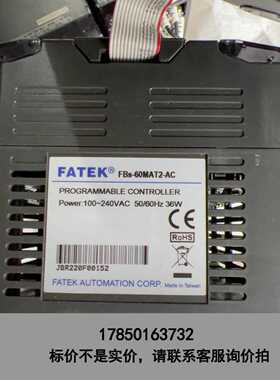 FATEK® FBs-60MAT2-AC
PROGRAMMABLE CONTROLLER
Power:100~240VAC 50/60Hz 36W
CE
RoHS
JBR220F00152
FATEK AUTOMATION CORP. Made in Taiwan
17850163732
标价不是实价，请联系客服询价拍